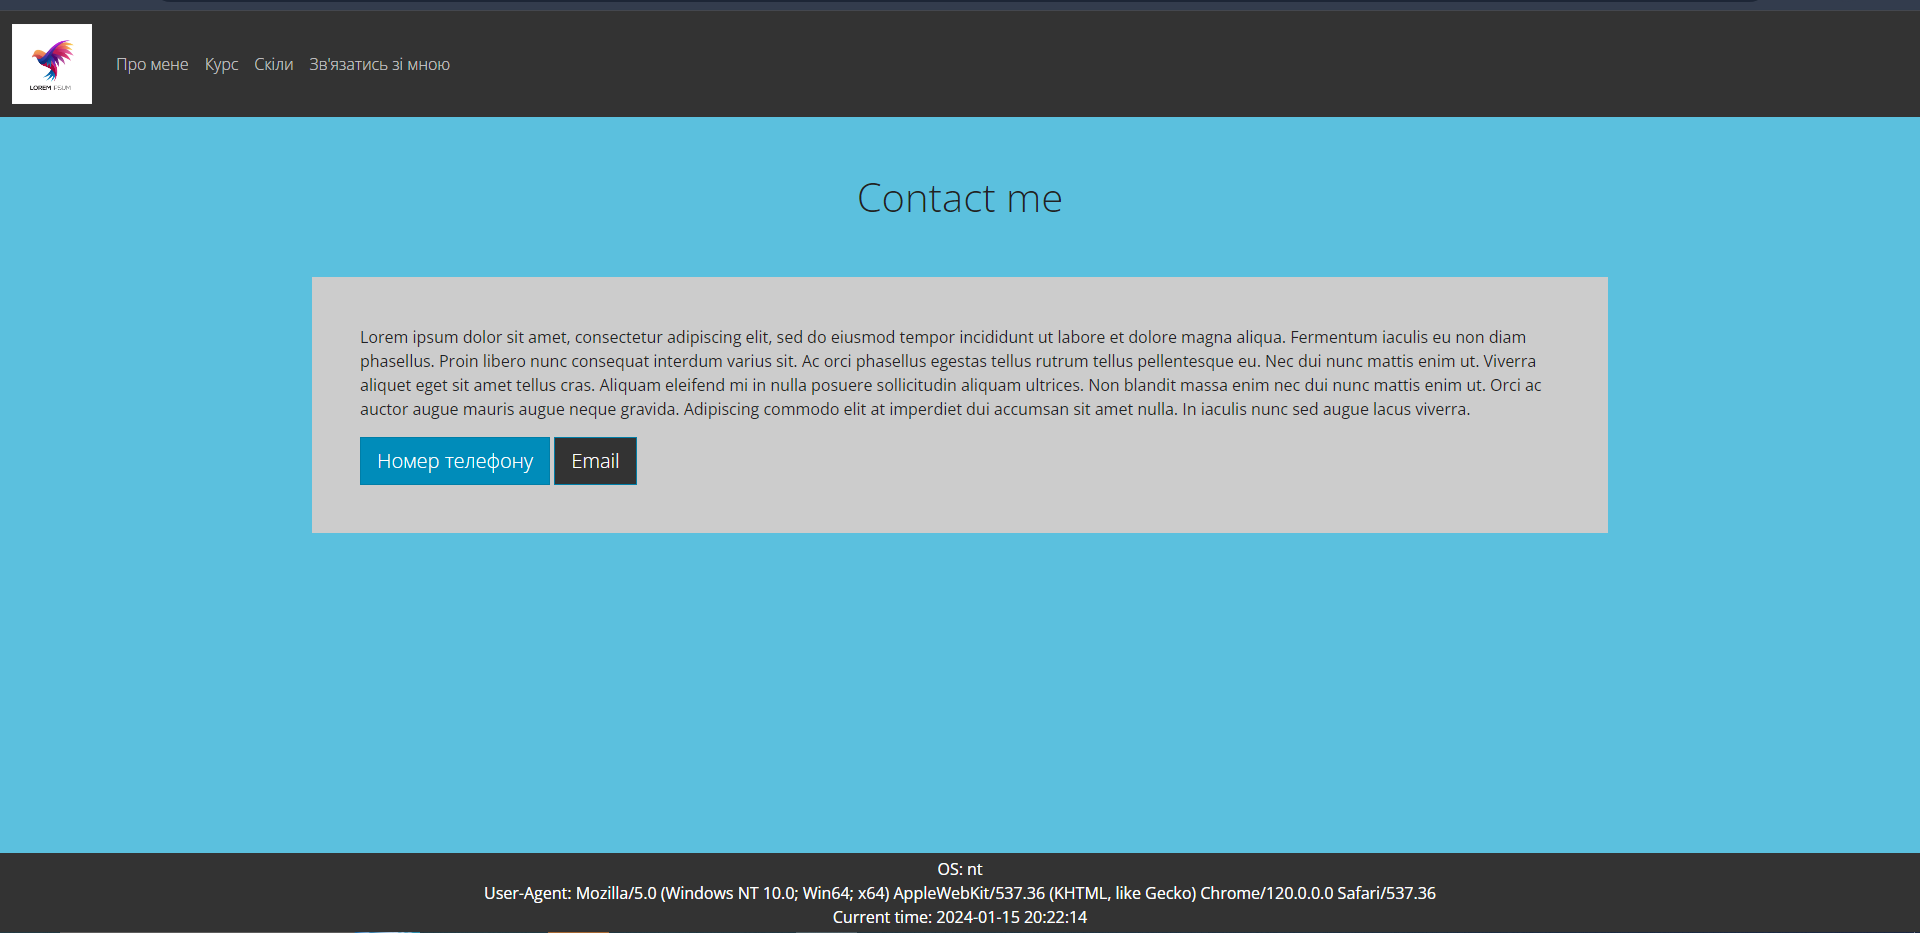 LOREM IPSUM
Про мене Курс Скіли Зв'язатись зі мною
Contact me
Lorem ipsum dolor sit amet, consectetur adipiscing elit, sed do eiusmod tempor incididunt ut labore et dolore magna aliqua. Fermentum iaculis eu non diam
phasellus. Proin libero nunc consequat interdum varius sit. Ac orci phasellus egestas tellus rutrum tellus pellentesque eu. Nec dui nunc mattis enim ut. Viverra
aliquet eget sit amet tellus cras. Aliquam eleifend mi in nulla posuere sollicitudin aliquam ultrices. Non blandit massa enim nec dui nunc mattis enim ut. Orci ac
auctor augue mauris augue neque gravida. Adipiscing commodo elit at imperdiet dui accumsan sit amet nulla. In iaculis nunc sed augue lacus viverra.
Номер телефону Email
OS: nt
User-Agent: Mozilla/5.0 (Windows NT 10.0; Win64; x64) AppleWebKit/537.36 (KHTML, like Gecko) Chrome/120.0.0.0 Safari/537.36
Current time: 2024-01-15 20:22:14